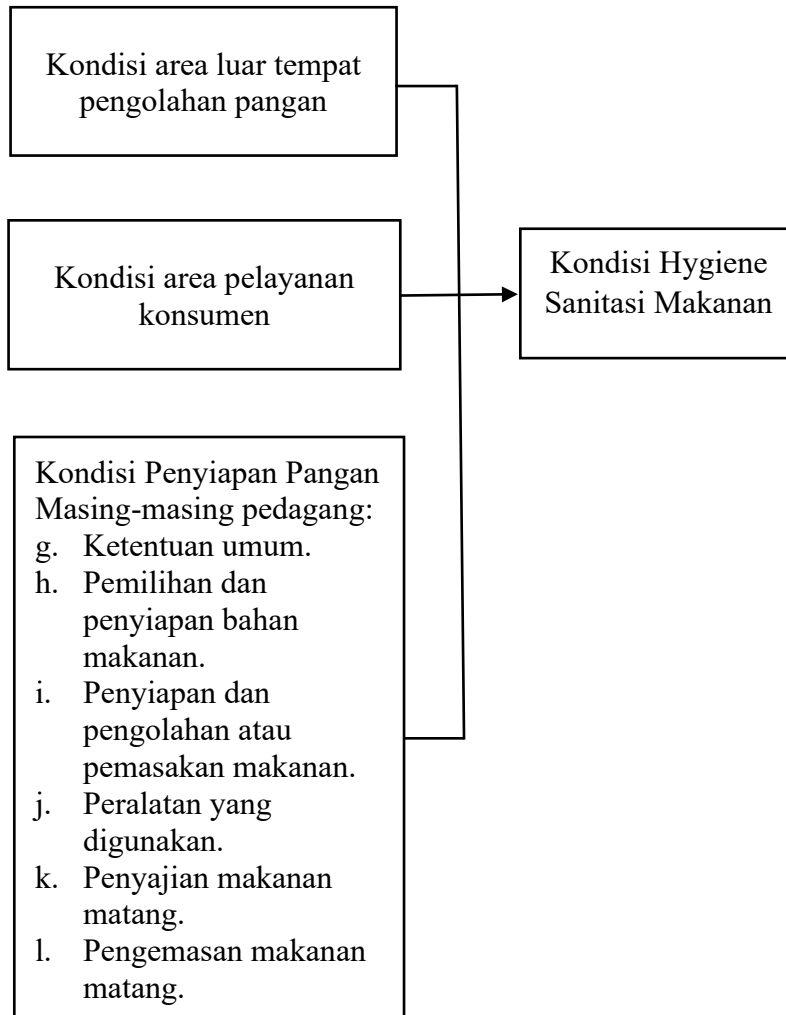 Kondisi area luar tempat
pengolahan pangan
Kondisi area pelayanan
konsumen
Kondisi Hygiene
Sanitasi Makanan
Kondisi Penyiapan Pangan
Masing-masing pedagang:
g. Ketentuan umum.
h. Pemilihan dan
penyiapan bahan
makanan.
i. Penyiapan dan
pengolahan atau
pemasakan makanan.
j. Peralatan yang
digunakan.
k. Penyajian makanan
matang.
l. Pengemasan makanan
matang.